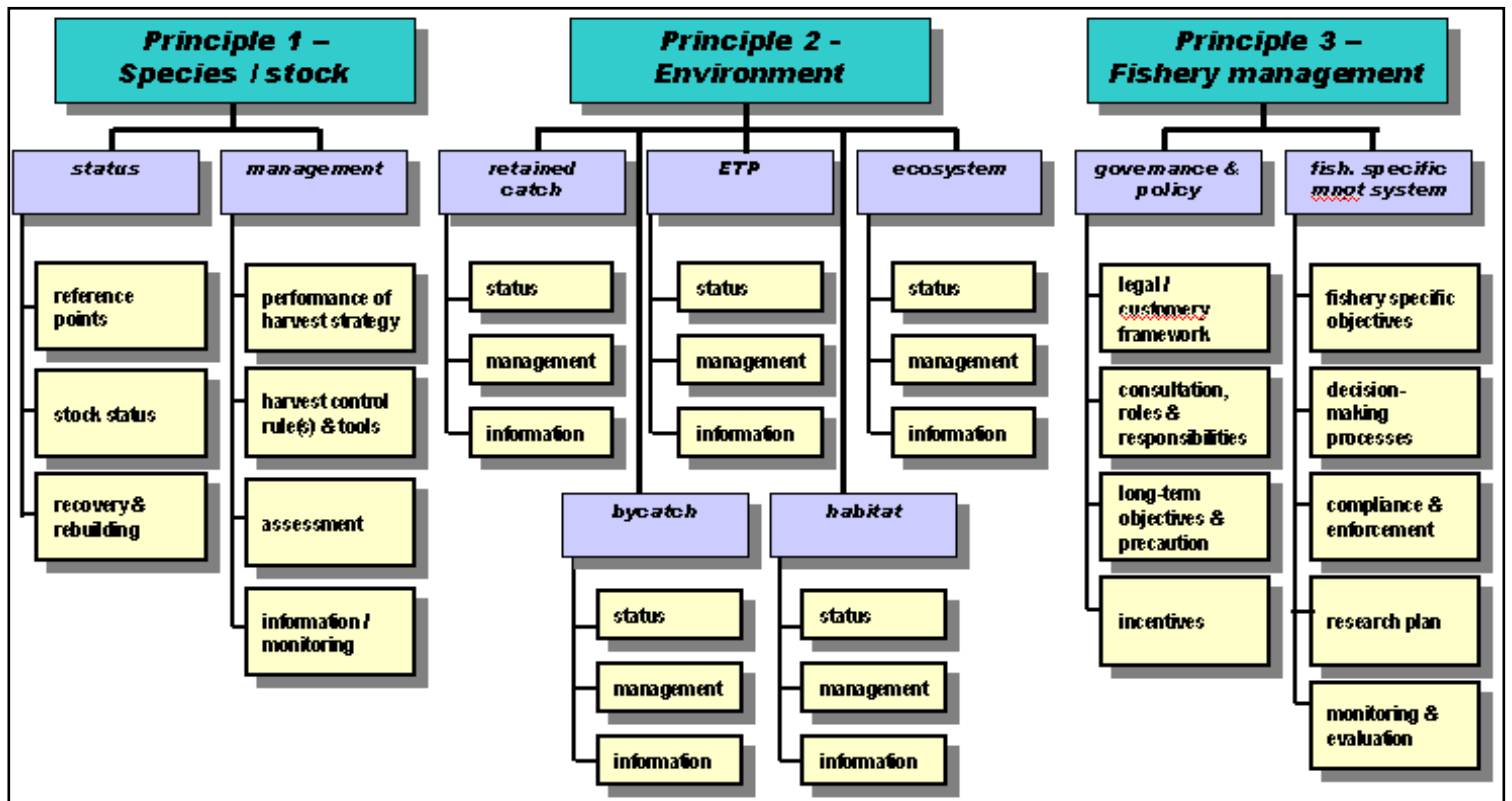 Principle 1 –
Species / stock
status
reference
points
stock status
recovery &
rebuilding
management
performance of
harvest strategy
harvest control
rule(s) & tools
assessment
information /
monitoring
Principle 2 -
Environment
retained
catch
status
management
information
ETP
status
management
information
ecosystem
status
management
information
bycatch
status
management
information
habitat
status
management
information
Principle 3 –
Fishery management
governance &
policy
legal /
customery
framework
consultation,
roles &
responsibilities
long-term
objectives &
precaution
incentives
fish. specific
mngt system
fishery specific
objectives
decision-
making
processes
compliance &
enforcement
research plan
monitoring &
evaluation